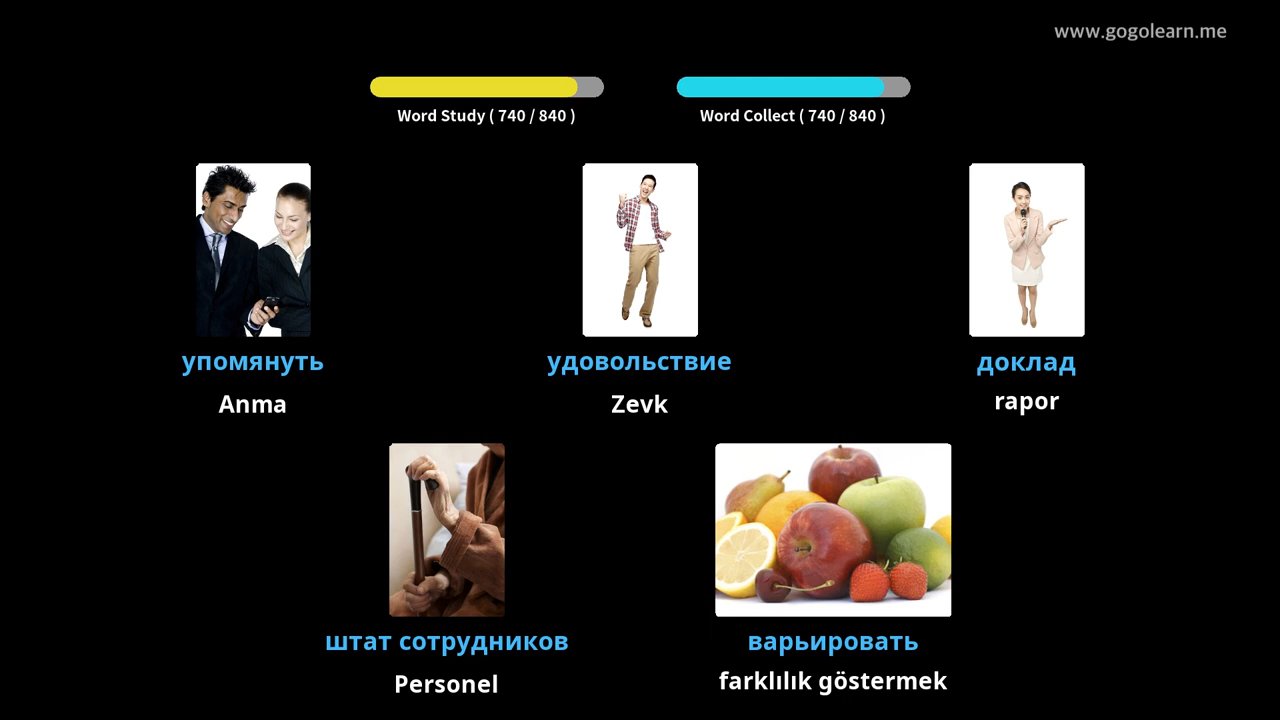 www.gogolearn.me
Word Study ( 740 / 840 )
Word Collect ( 740 / 840 )
упомянуть
удовольствие
доклад
Anma
Zevk
rapor
штат сотрудников
варьировать
Personel
farklılık göstermek